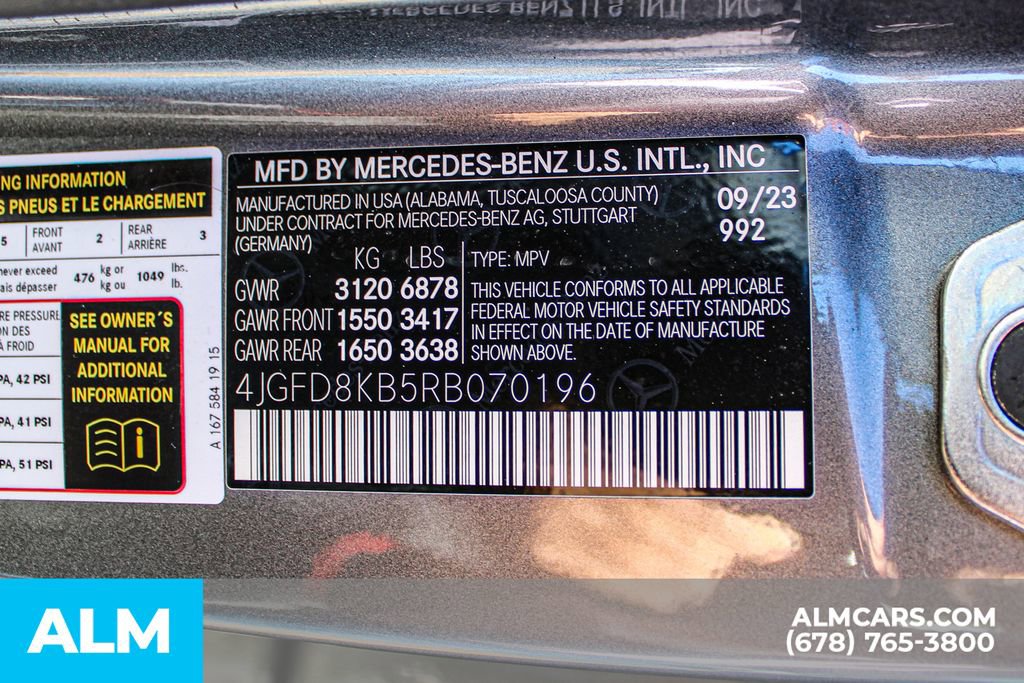 NG INFORMATION
S PNEUS ET LE CHARGEMENT
5 FRONT AVANT 2 REAR ARRIÈRE 3
never exceed 476 kg or 1049 lbs.
ais dépasser kg ou lb.
RE PRESSURE
ON DES
À FROID
PA, 42 PSI
PA, 41 PSI
PA, 51 PSI
SEE OWNER´S
MANUAL FOR
ADDITIONAL
INFORMATION
A 167 584 19 15
MFD BY MERCEDES-BENZ U.S. INTL., INC
MANUFACTURED IN USA (ALABAMA, TUSCALOOSA COUNTY) 09/23
UNDER CONTRACT FOR MERCEDES-BENZ AG, STUTTGART 992
(GERMANY)
KG LBS
GVWR 3120 6878
GAWR FRONT 1550 3417
GAWR REAR 1650 3638
TYPE: MPV
THIS VEHICLE CONFORMS TO ALL APPLICABLE
FEDERAL MOTOR VEHICLE SAFETY STANDARDS
IN EFFECT ON THE DATE OF MANUFACTURE
SHOWN ABOVE.
4JGFD8KB5RB070196
ALM
ALMCARS.COM
(678) 765-3800